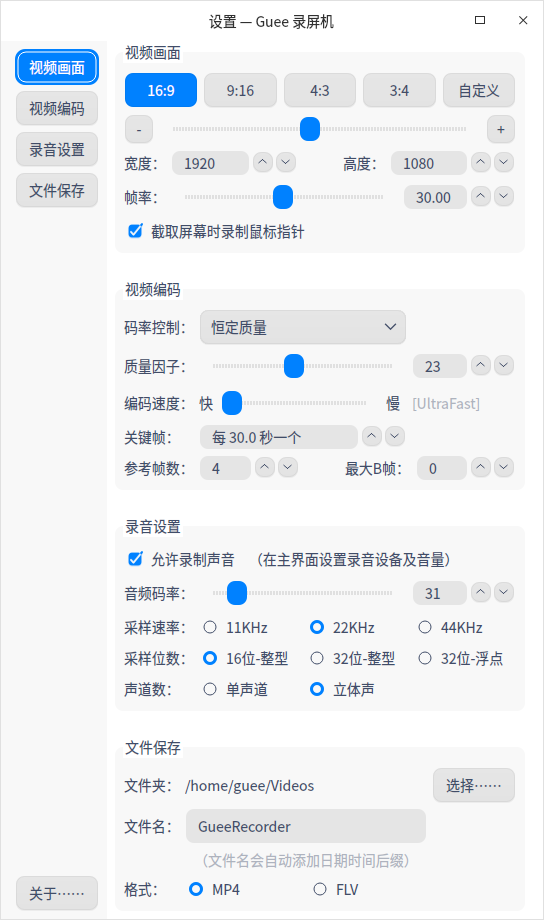 设置 — Guee 录屏机
视频画面
视频编码
录音设置
文件保存
关于……
视频画面
16:9 9:16 4:3 3:4 自定义
- +
宽度： 1920 高度： 1080
帧率： 30.00
截取屏幕时录制鼠标指针
视频编码
码率控制： 恒定质量
质量因子： 23
编码速度： 快 慢 [UltraFast]
关键帧： 每 30.0 秒一个
参考帧数： 4 最大B帧： 0
录音设置
允许录制声音 （在主界面设置录音设备及音量）
音频码率： 31
采样速率： 11KHz 22KHz 44KHz
采样位数： 16位-整型 32位-整型 32位-浮点
声道数： 单声道 立体声
文件保存
文件夹： /home/guee/Videos 选择……
文件名： GueeRecorder
（文件名会自动添加日期时间后缀）
格式： MP4 FLV